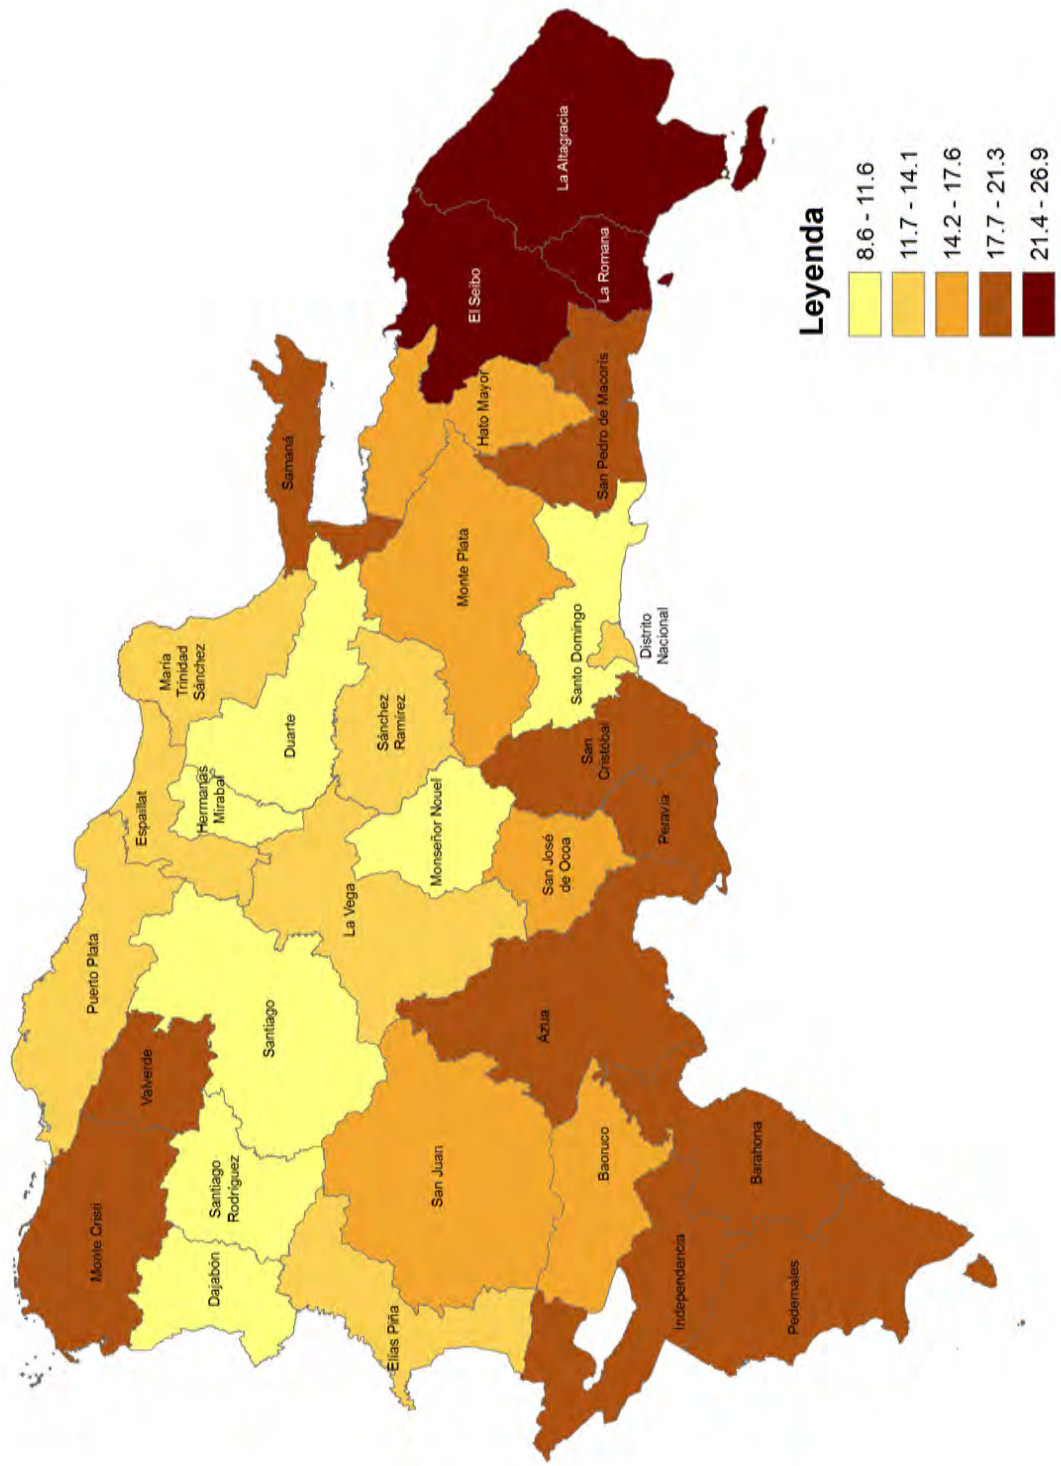 Puerto Plata
Espaillat
María
Trinidad
Sánchez
Samaná
Monte Cristi
Valverde
Santiago
Hermanas
Mirabal
Duarte
Dajabón
Santiago
Rodríguez
La Vega
Sánchez
Ramírez
Elías Piña
San Juan
Monseñor Nouel
Monte Plata
Hato Mayor
El Seibo
La Altagracia
Azua
San José
de Ocoa
San
Cristóbal
Santo Domingo
Distrito
Nacional
San Pedro de Macorís
La Romana
Baoruco
Peravia
Independencia
Barahona
Pedernales
Leyenda
8.6 - 11.6
11.7 - 14.1
14.2 - 17.6
17.7 - 21.3
21.4 - 26.9